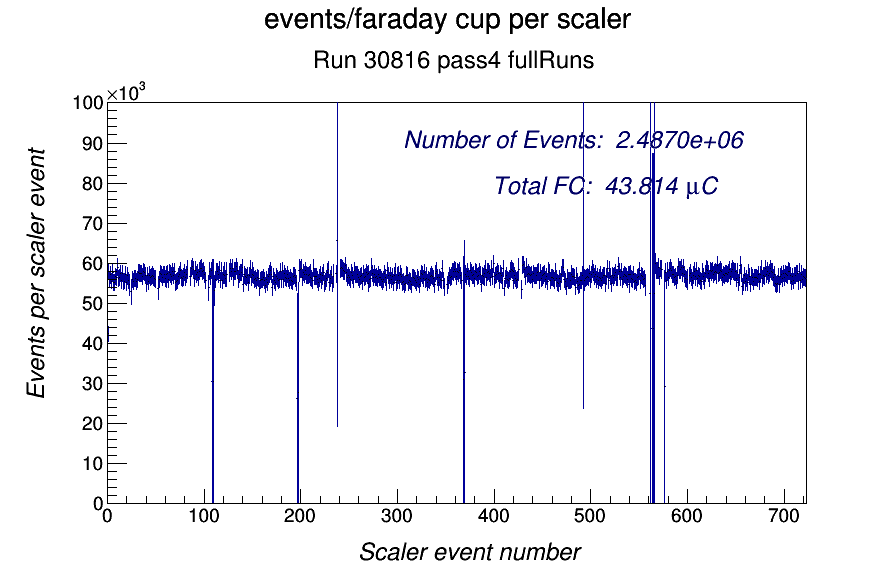 events/faraday cup per scaler
Run 30816 pass4 fullRuns
×10³
100
90
80
70
60
50
40
30
20
10
0
Events per scaler event
Number of Events: 2.4870e+06
Total FC: 43.814 μC
0 100 200 300 400 500 600 700
Scaler event number